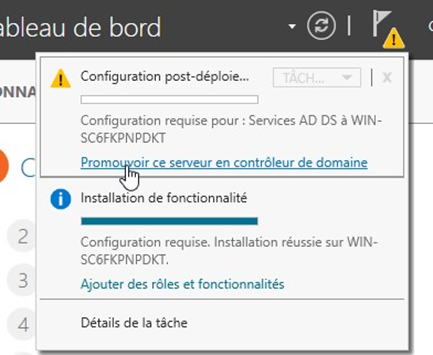 ableau de bord
Configuration post-déploie...
TÂCH...
X
Configuration requise pour : Services AD DS à WIN-
SC6FKPNPDKT
Promouvoir ce serveur en contrôleur de domaine
ONNA
C
Installation de fonctionnalité
2
Configuration requise. Installation réussie sur WIN-
SC6FKPNPDKT.
3
Ajouter des rôles et fonctionnalités
4
Détails de la tâche